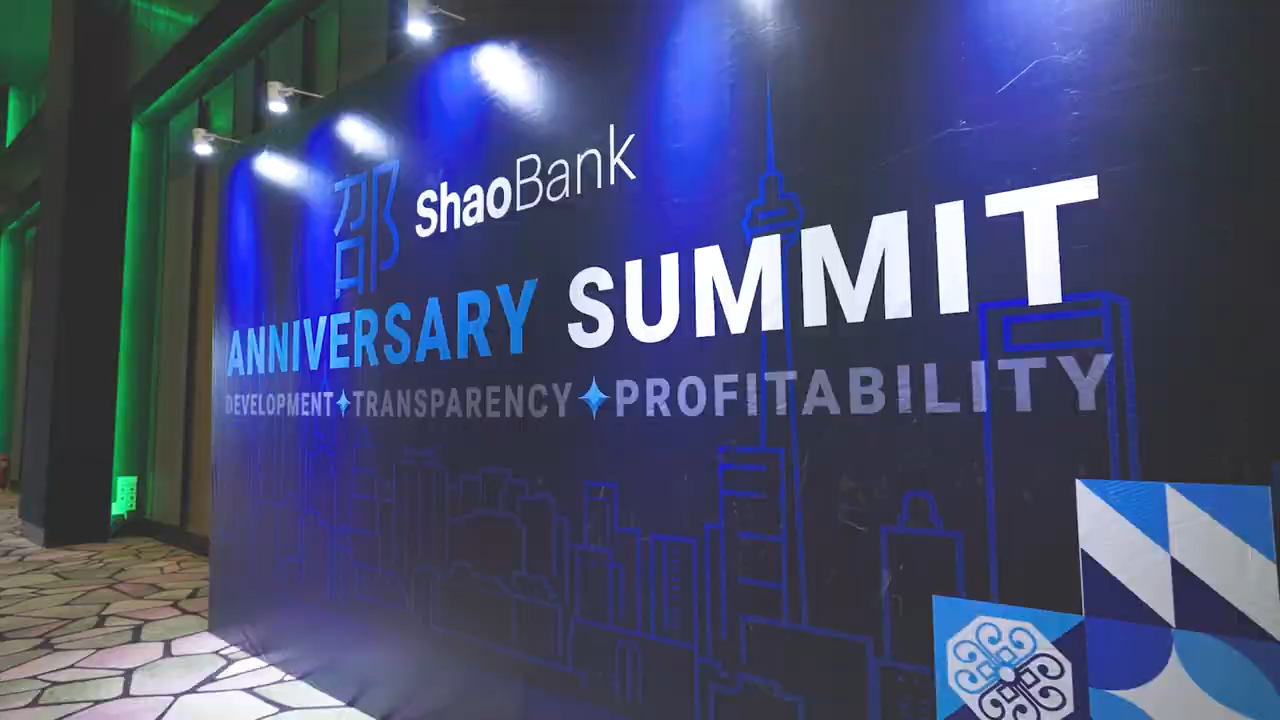 邵 ShaoBank
ANNIVERSARY SUMMIT
DEVELOPMENT✦TRANSPARENCY✦PROFITABILITY